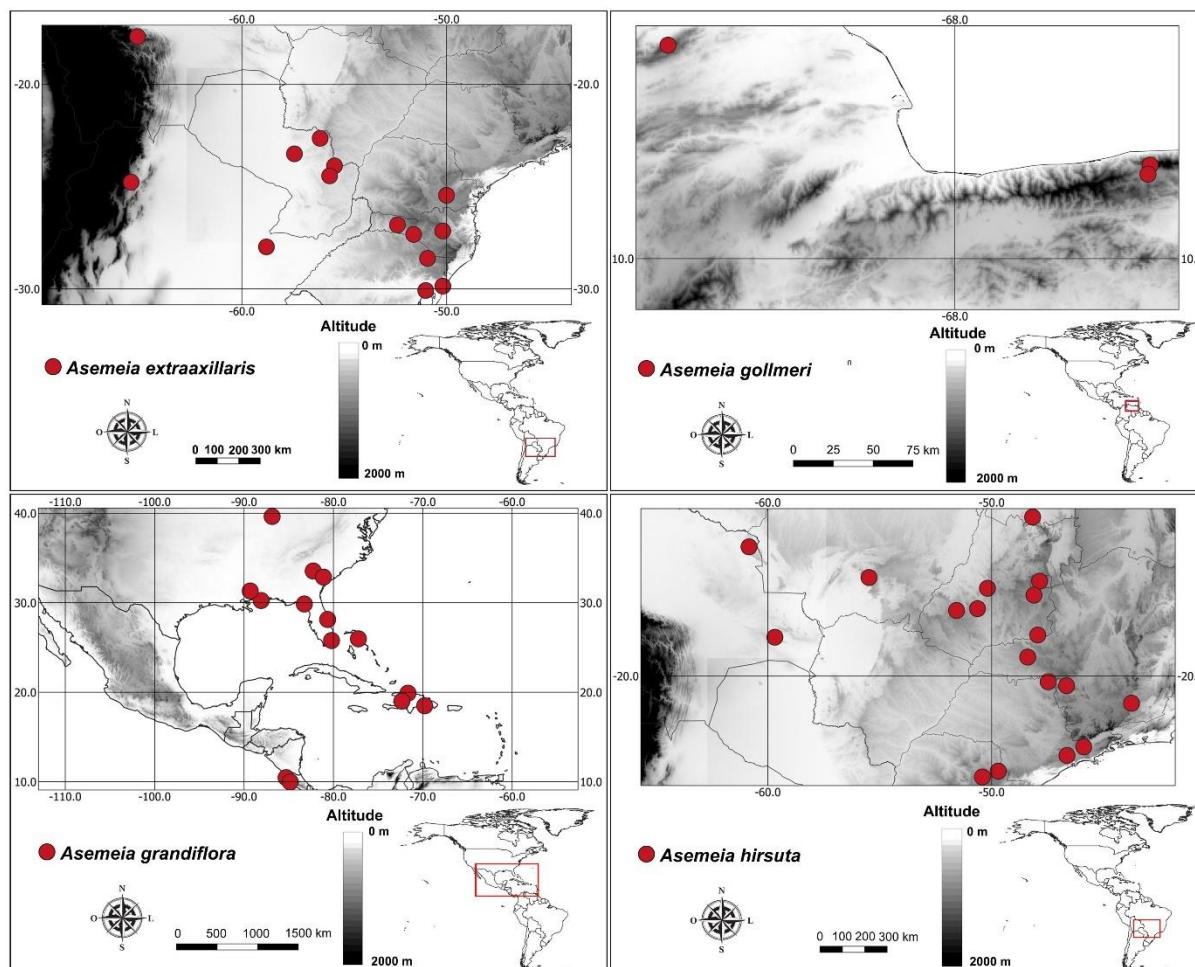 -60.0 -50.0
-20.0 -20.0
-30.0 -30.0
-60.0 -50.0
Altitude
0 m
Asemeia extraaxillaris
N
O L
S
0 100 200 300 km
2000 m
-68.0
10.0 10.0
-68.0
Altitude
0 m
Asemeia gollmeri
n
N
O L
S
0 25 50 75 km
2000 m
-110.0 -100.0 -90.0 -80.0 -70.0 -60.0
40.0 40.0
30.0 30.0
20.0 20.0
10.0 10.0
-110.0 -100.0 -90.0 -80.0 -70.0 -60.0
Altitude
0 m
Asemeia grandiflora
N
O L
S
0 500 1000 1500 km
2000 m
-60.0 -50.0
-20.0 -20.0
-60.0 -50.0
Altitude
0 m
Asemeia hirsuta
N
O L
S
0 100 200 300 km
2000 m